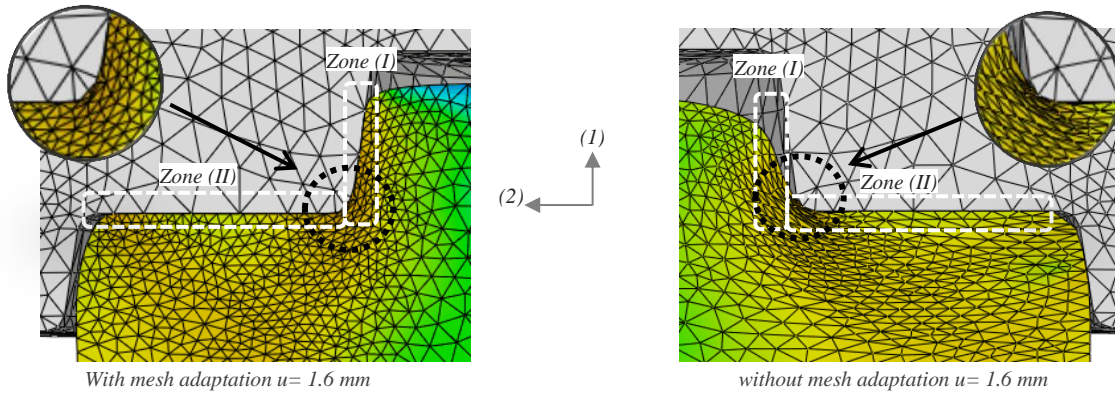 Zone (I)
Zone (II)
With mesh adaptation u= 1.6 mm
(1)
(2)
Zone (I)
Zone (II)
without mesh adaptation u= 1.6 mm